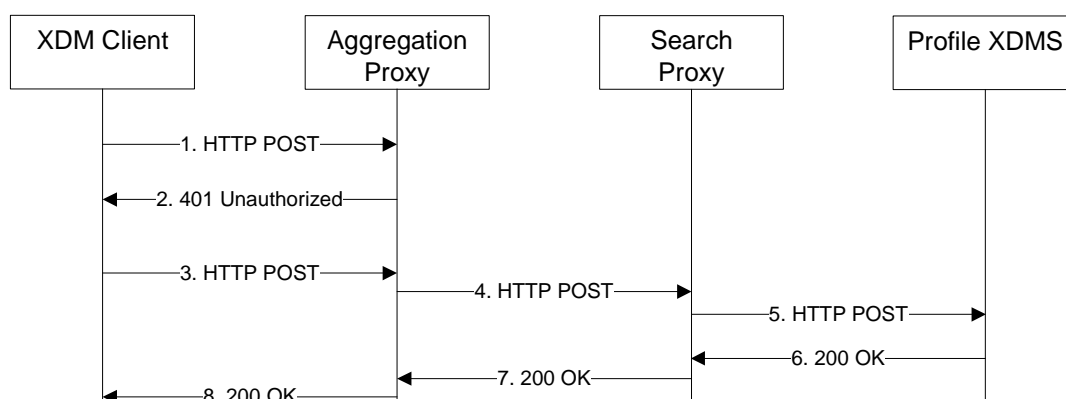 XDM Client
Aggregation
Proxy
Search
Proxy
Profile XDMS
1. HTTP POST
2. 401 Unauthorized
3. HTTP POST
4. HTTP POST
5. HTTP POST
6. 200 OK
7. 200 OK
8. 200 OK